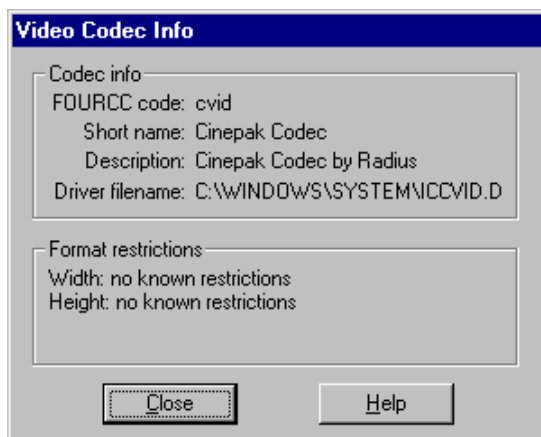 Video Codec Info
Codec info
FOURCC code: cvid
Short name: Cinepak Codec
Description: Cinepak Codec by Radius
Driver filename: C:\WINDOWS\SYSTEM\ICCVID.D
Format restrictions
Width: no known restrictions
Height: no known restrictions
Close Help